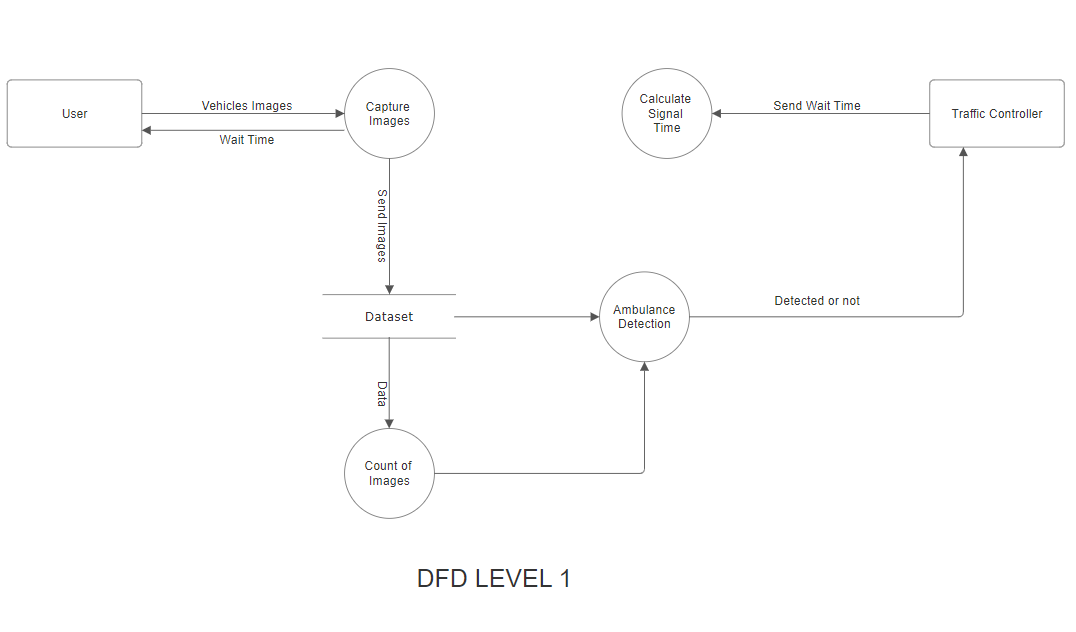 User
Vehicles Images
Wait Time
Capture
Images
Calculate
Signal
Time
Send Wait Time
Traffic Controller
Send Images
Dataset
Ambulance
Detection
Detected or not
Data
Count of
Images
DFD LEVEL 1